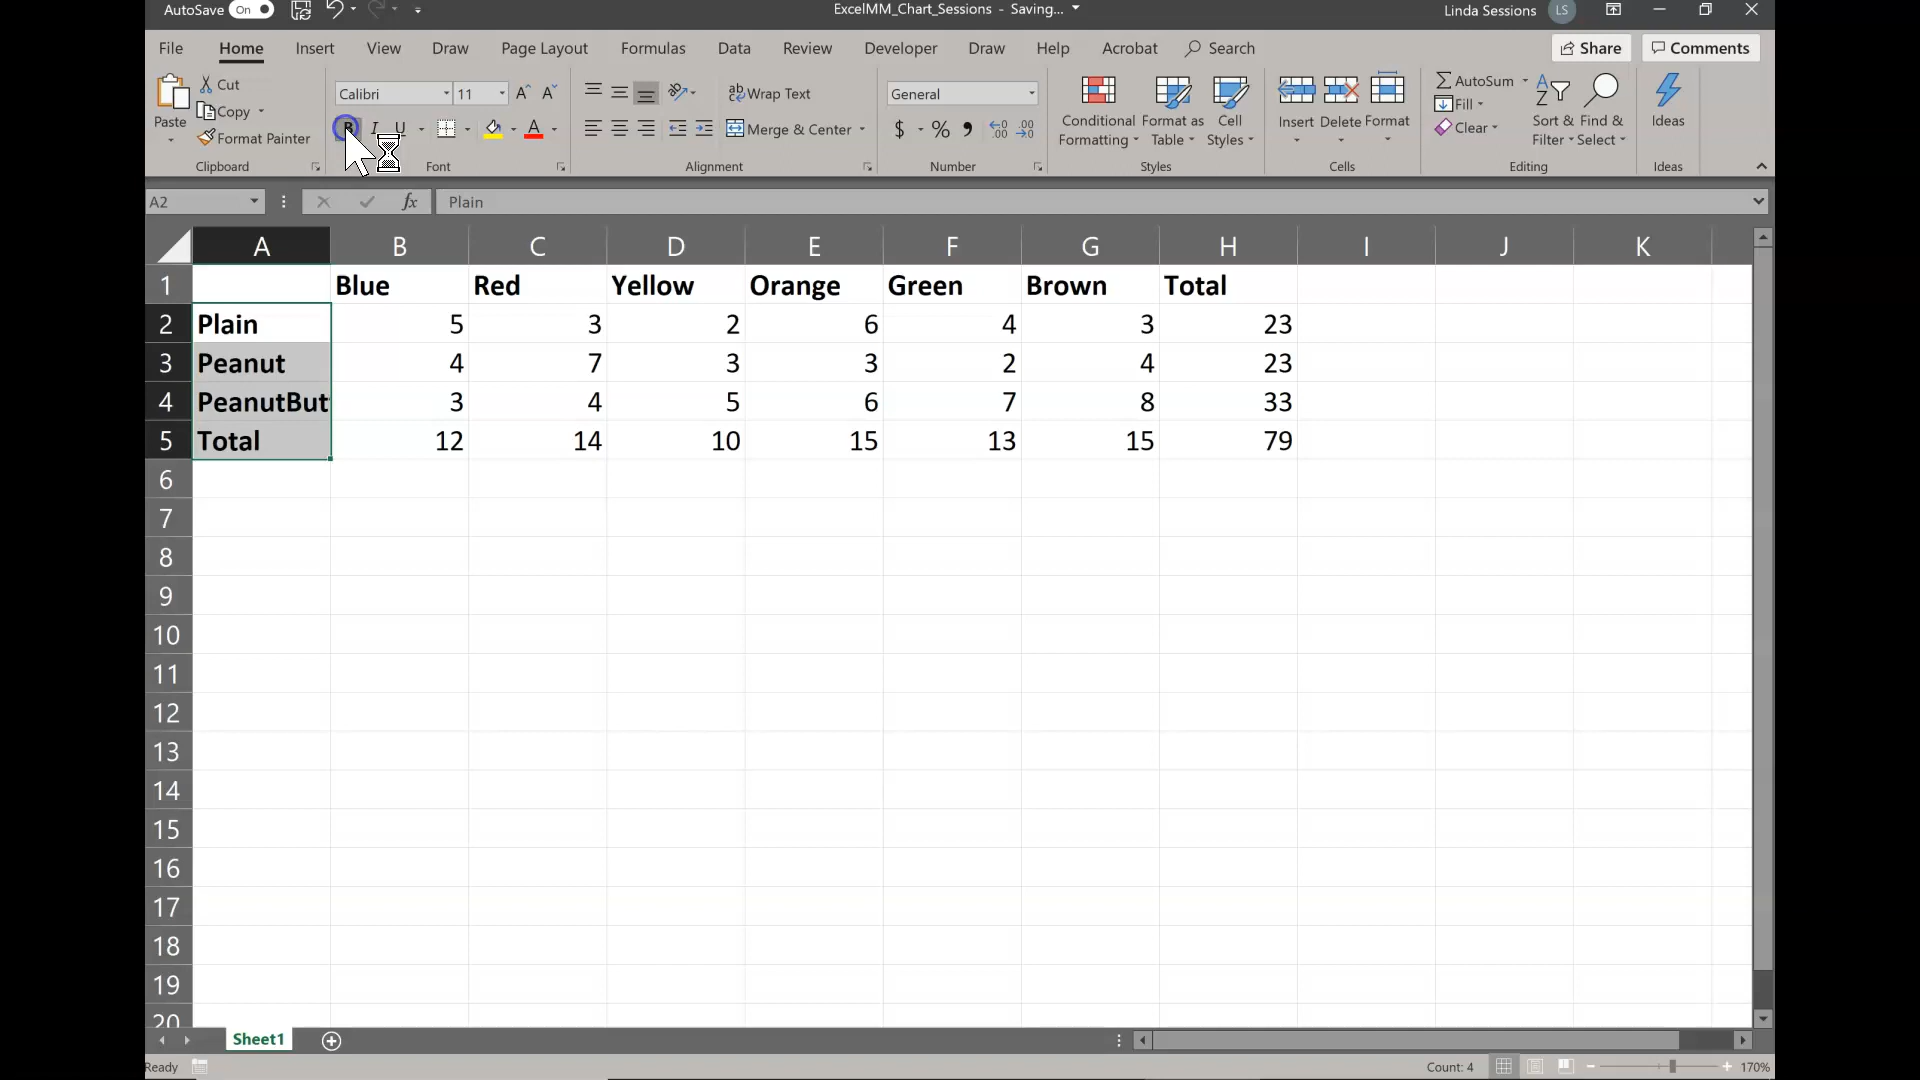 AutoSave On ExcelMM_Chart_Sessions - Saving... Linda Sessions LS
File Home Insert View Draw Page Layout Formulas Data Review Developer Draw Help Acrobat Search Share Comments
Cut Calibri 11 Wrap Text General AutoSum
Copy Fill
Paste Conditional Format as Cell Insert Delete Format Sort & Find & Ideas
Format Painter B I U Merge & Center $ % Clear
Formatting Table Styles Filter Select
Clipboard Font Alignment Number Styles Cells Editing Ideas
A2 fx Plain
A B C D E F G H I J K
1 Blue Red Yellow Orange Green Brown Total
2 Plain 5 3 2 6 4 3 23
3 Peanut 4 7 3 3 2 4 23
4 PeanutBut 3 4 5 6 7 8 33
5 Total 12 14 10 15 13 15 79
6
7
8
9
10
11
12
13
14
15
16
17
18
19
20
Sheet1
Ready Count: 4 170%